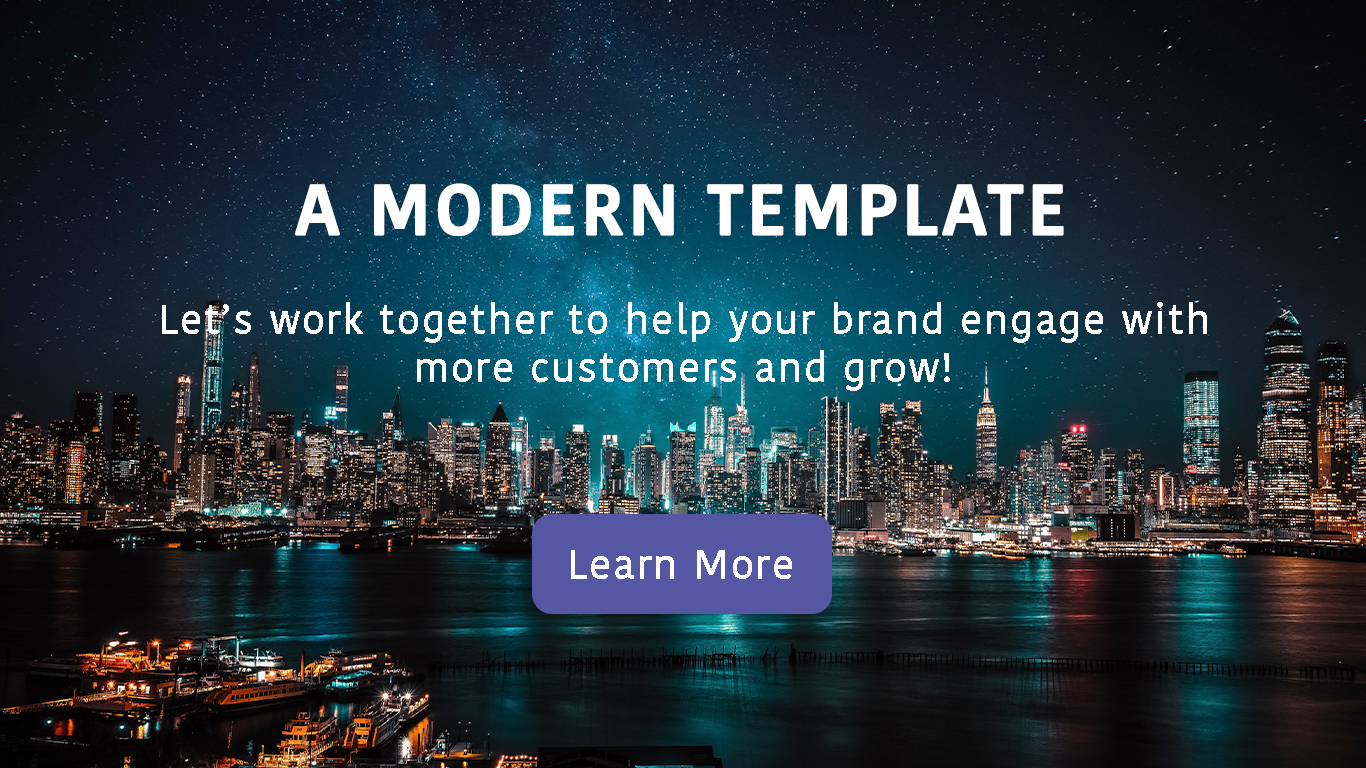 A MODERN TEMPLATE
Let’s work together to help your brand engage with
more customers and grow!
Learn More